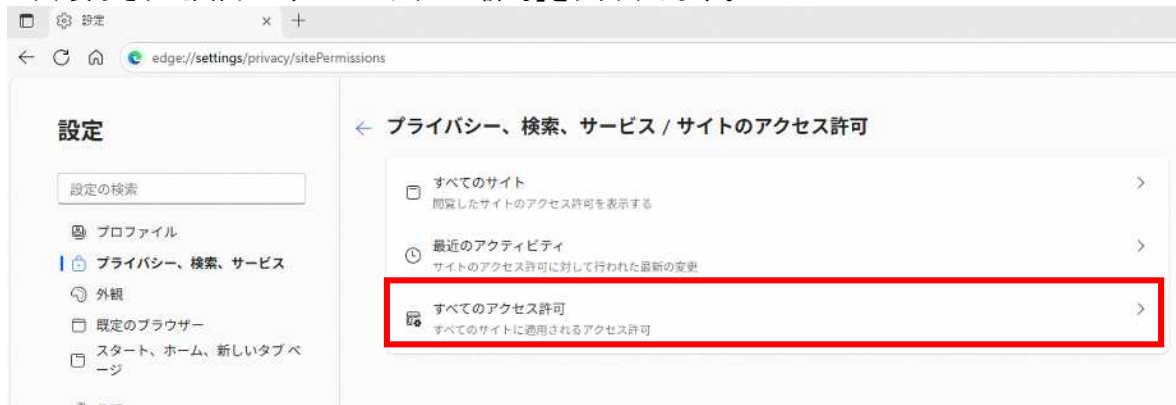 設定
edge://settings/privacy/sitePermissions
設定
← プライバシー、検索、サービス / サイトのアクセス許可
設定の検索
プロファイル
プライバシー、検索、サービス
外観
既定のブラウザー
スタート、ホーム、新しいタブ ペ
ージ
すべてのサイト
閲覧したサイトのアクセス許可を表示する
最近のアクティビティ
サイトのアクセス許可に対して行われた最新の変更
すべてのアクセス許可
すべてのサイトに適用されるアクセス許可